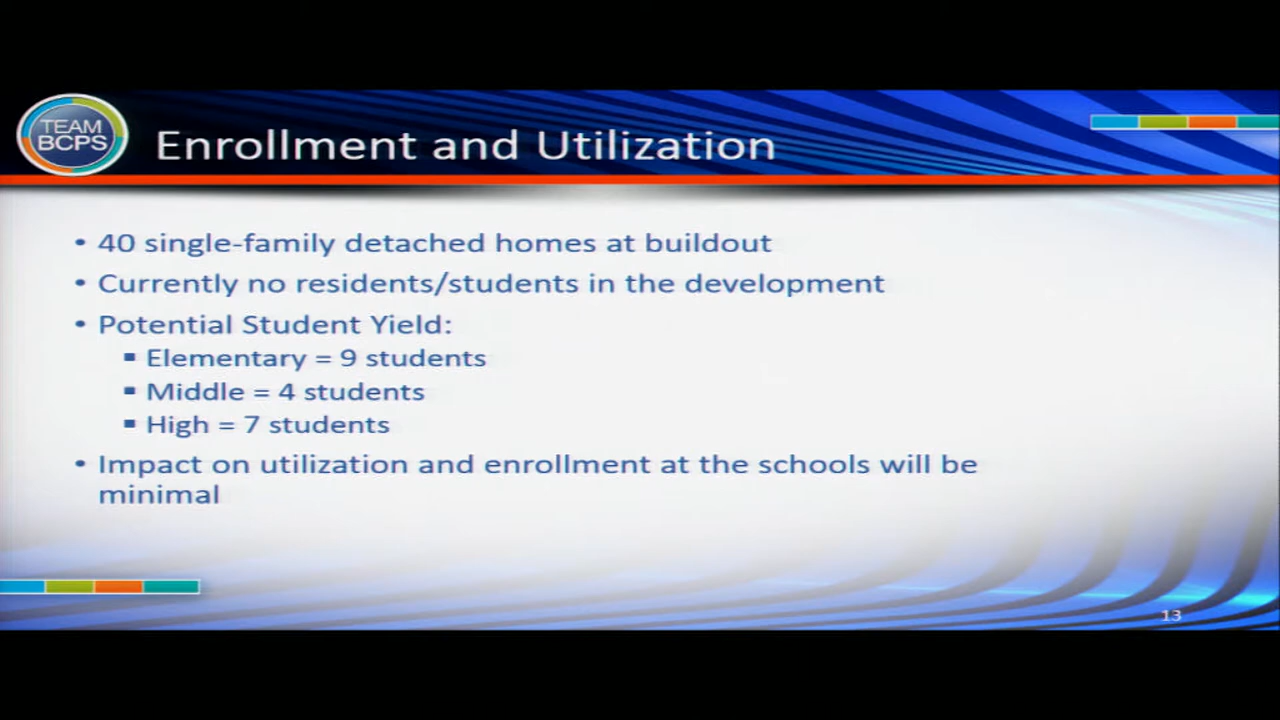 TEAM
BCPS
Enrollment and Utilization
• 40 single-family detached homes at buildout
• Currently no residents/students in the development
• Potential Student Yield:
▪ Elementary = 9 students
▪ Middle = 4 students
▪ High = 7 students
• Impact on utilization and enrollment at the schools will be
minimal
13